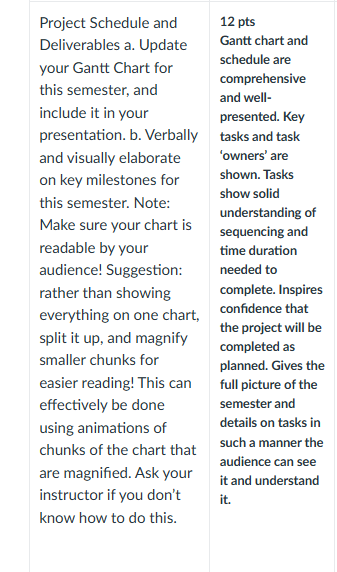 Project Schedule and
Deliverables a. Update
your Gantt Chart for
this semester, and
include it in your
presentation. b. Verbally
and visually elaborate
on key milestones for
this semester. Note:
Make sure your chart is
readable by your
audience! Suggestion:
rather than showing
everything on one chart,
split it up, and magnify
smaller chunks for
easier reading! This can
effectively be done
using animations of
chunks of the chart that
are magnified. Ask your
instructor if you don’t
know how to do this.
12 pts
Gantt chart and
schedule are
comprehensive
and well-
presented. Key
tasks and task
‘owners’ are
shown. Tasks
show solid
understanding of
sequencing and
time duration
needed to
complete. Inspires
confidence that
the project will be
completed as
planned. Gives the
full picture of the
semester and
details on tasks in
such a manner the
audience can see
it and understand
it.